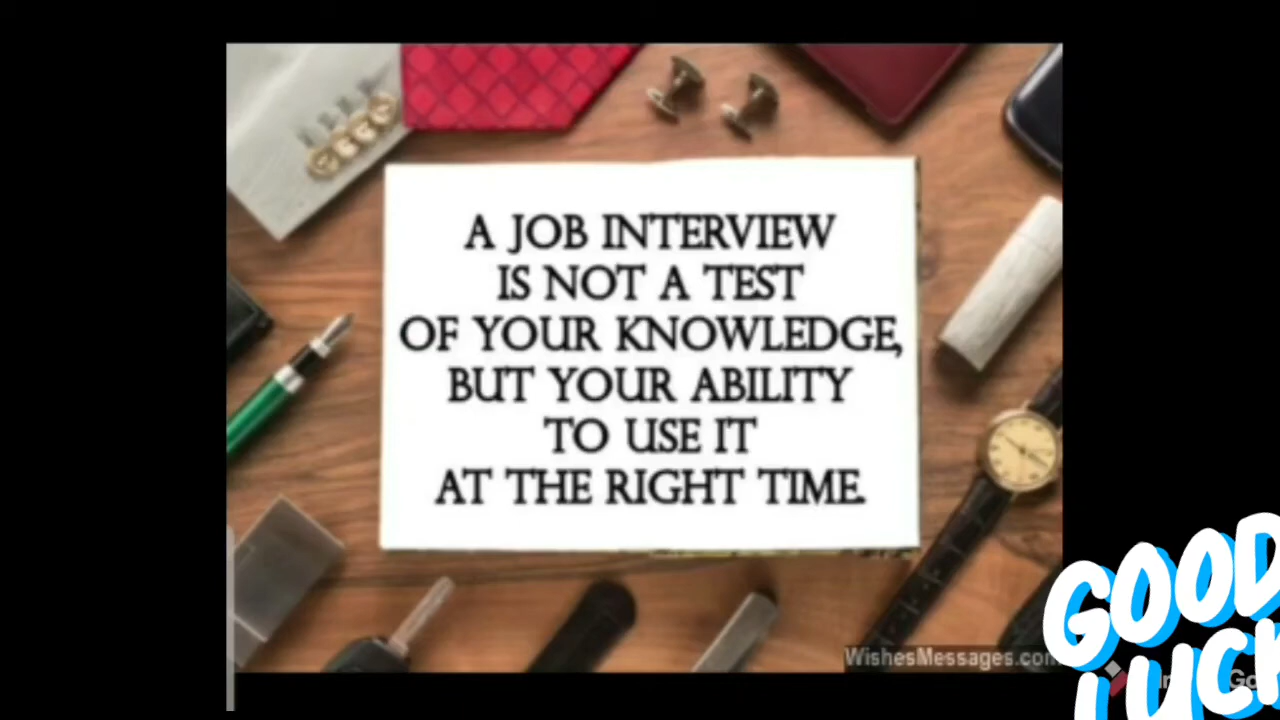 A JOB INTERVIEW
IS NOT A TEST
OF YOUR KNOWLEDGE,
BUT YOUR ABILITY
TO USE IT
AT THE RIGHT TIME.
WishesMessages.com
GOOD
LUCK